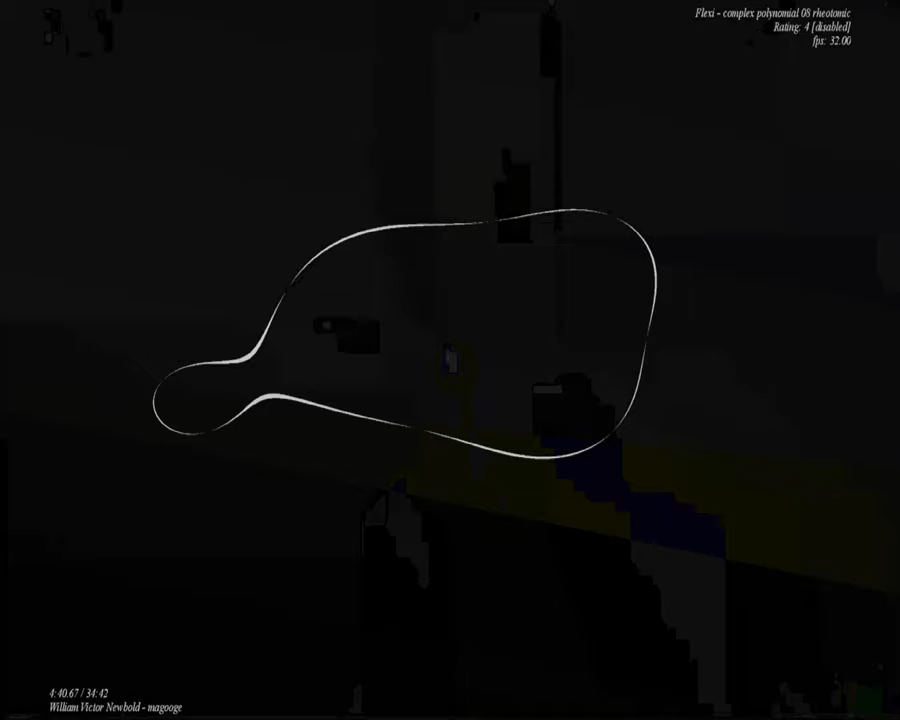 Flexi - complex polynomial 08 rheotomic
Rating: 4 [disabled]
fps: 32.00
4:40.67 / 34:42
William Victor Newbold - magooge